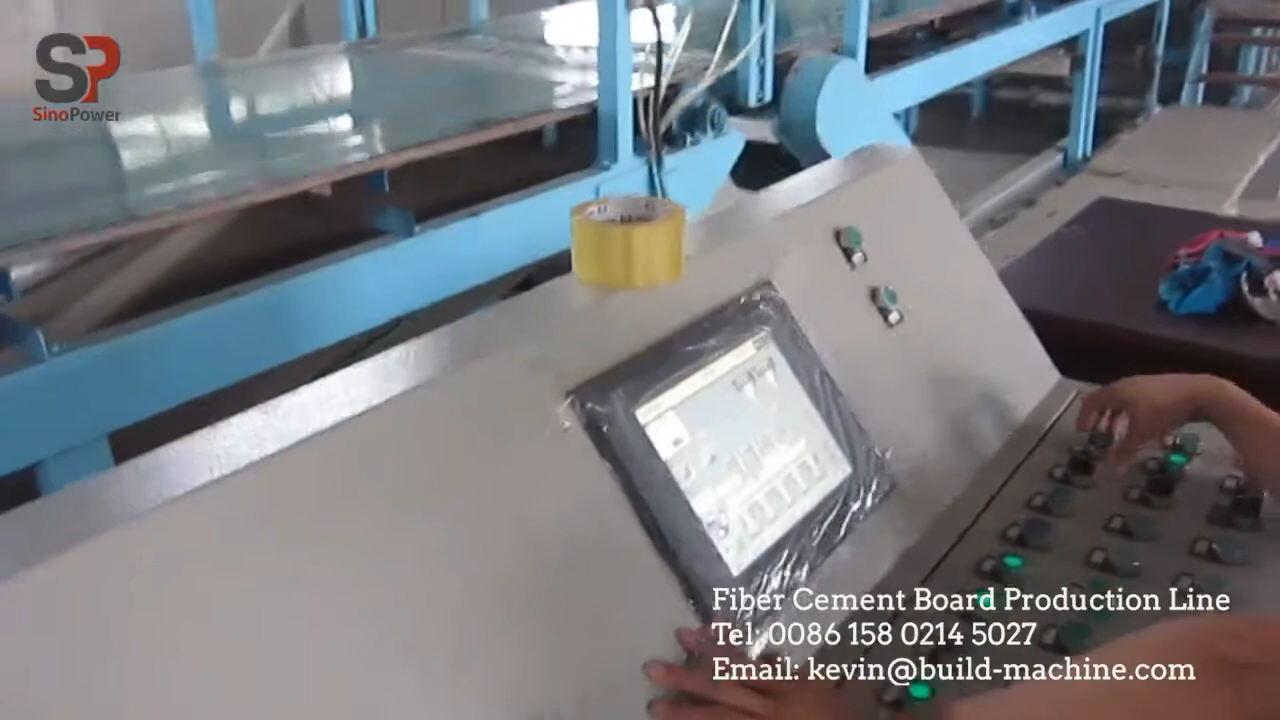 SP
SinoPower
Fiber Cement Board Production Line
Tel: 0086 158 0214 5027
Email: kevin@build-machine.com